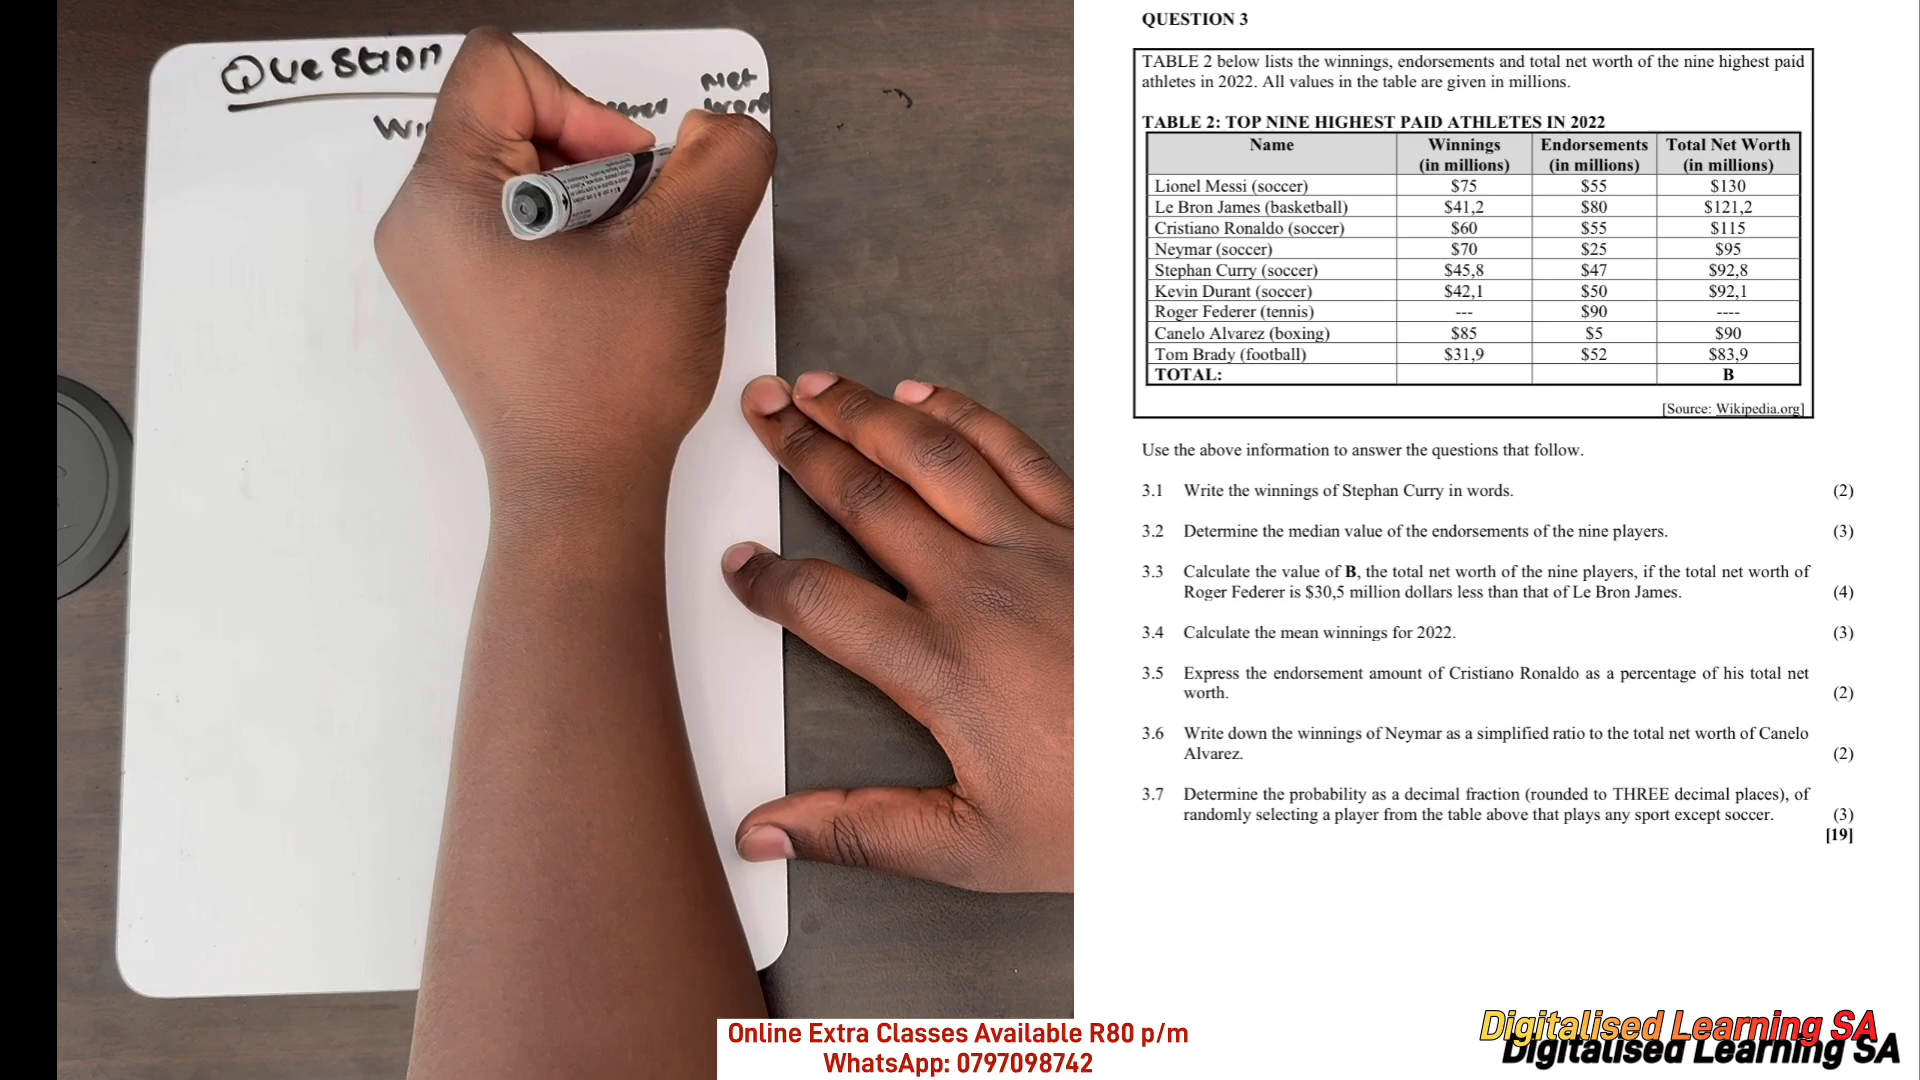 Question
Net
QUESTION 3
TABLE 2 below lists the winnings, endorsements and total net worth of the nine highest paid
athletes in 2022. All values in the table are given in millions.
TABLE 2: TOP NINE HIGHEST PAID ATHLETES IN 2022
Name Winnings (in millions) Endorsements (in millions) Total Net Worth (in millions)
Lionel Messi (soccer) $75 $55 $130
Le Bron James (basketball) $41,2 $80 $121,2
Cristiano Ronaldo (soccer) $60 $55 $115
Neymar (soccer) $70 $25 $95
Stephan Curry (soccer) $45,8 $47 $92,8
Kevin Durant (soccer) $42,1 $50 $92,1
Roger Federer (tennis) --- $90 ----
Canelo Alvarez (boxing) $85 $5 $90
Tom Brady (football) $31,9 $52 $83,9
TOTAL: B
[Source: Wikipedia.org]
Use the above information to answer the questions that follow.
3.1 Write the winnings of Stephan Curry in words. (2)
3.2 Determine the median value of the endorsements of the nine players. (3)
3.3 Calculate the value of B, the total net worth of the nine players, if the total net worth of
Roger Federer is $30,5 million dollars less than that of Le Bron James. (4)
3.4 Calculate the mean winnings for 2022. (3)
3.5 Express the endorsement amount of Cristiano Ronaldo as a percentage of his total net
worth. (2)
3.6 Write down the winnings of Neymar as a simplified ratio to the total net worth of Canelo
Alvarez. (2)
3.7 Determine the probability as a decimal fraction (rounded to THREE decimal places), of
randomly selecting a player from the table above that plays any sport except soccer. (3)
[19]
Online Extra Classes Available R80 p/m
WhatsApp: 0797098742
Digitalised Learning SA
Digitalised Learning SA